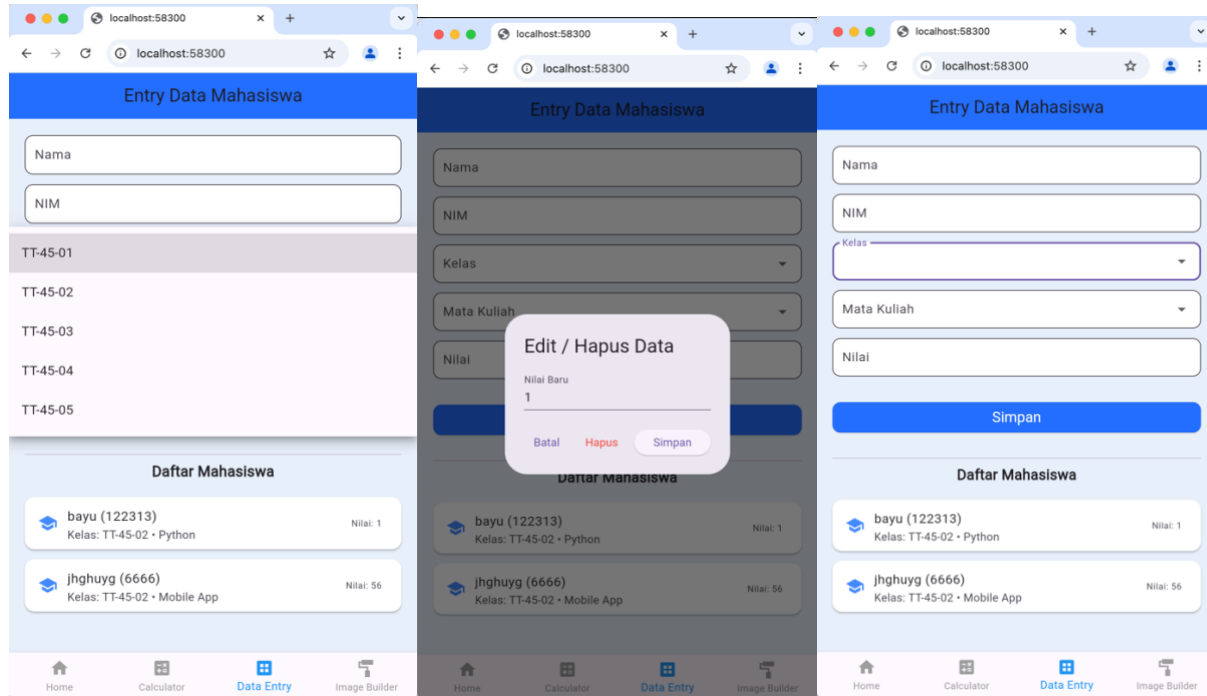 localhost:58300
localhost:58300
Entry Data Mahasiswa
Nama
NIM
TT-45-01
TT-45-02
TT-45-03
TT-45-04
TT-45-05
Daftar Mahasiswa
bayu (122313)
Kelas: TT-45-02 • Python
Nilai: 1
jhghuyg (6666)
Kelas: TT-45-02 • Mobile App
Nilai: 56
Home
Calculator
Data Entry
Image Builder
localhost:58300
localhost:58300
Entry Data Mahasiswa
Nama
NIM
Kelas
Mata Kuliah
Nilai
Edit / Hapus Data
Nilai Baru
1
Batal
Hapus
Simpan
Daftar Mahasiswa
bayu (122313)
Kelas: TT-45-02 • Python
Nilai: 1
jhghuyg (6666)
Kelas: TT-45-02 • Mobile App
Nilai: 56
Home
Calculator
Data Entry
Image Builder
localhost:58300
localhost:58300
Entry Data Mahasiswa
Nama
NIM
Kelas
Mata Kuliah
Nilai
Simpan
Daftar Mahasiswa
bayu (122313)
Kelas: TT-45-02 • Python
Nilai: 1
jhghuyg (6666)
Kelas: TT-45-02 • Mobile App
Nilai: 56
Home
Calculator
Data Entry
Image Builder